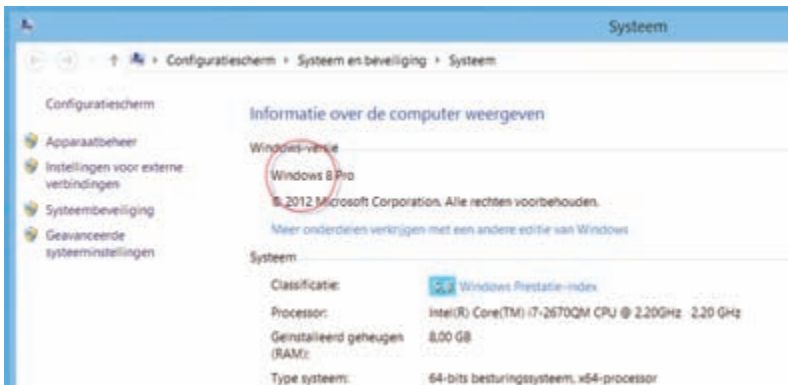 Systeem
Configuratiescherm Systeem en beveiliging Systeem
Configuratiescherm
Apparaatbeheer
Instellingen voor externe
verbindingen
Systeembeveiliging
Geavanceerde
systeeminstellingen
Informatie over de computer weergeven
Windows-versie
Windows 8 Pro
© 2012 Microsoft Corporation. Alle rechten voorbehouden.
Meer onderdelen verkrijgen met een andere editie van Windows
Systeem
Classificatie: Windows Prestatie-index
Processor: Intel(R) Core(TM) i7-2670QM CPU @ 2.20GHz 2.20 GHz
Geïnstalleerd geheugen 8,00 GB
(RAM):
Type systeem: 64-bits besturingssysteem, x64-processor